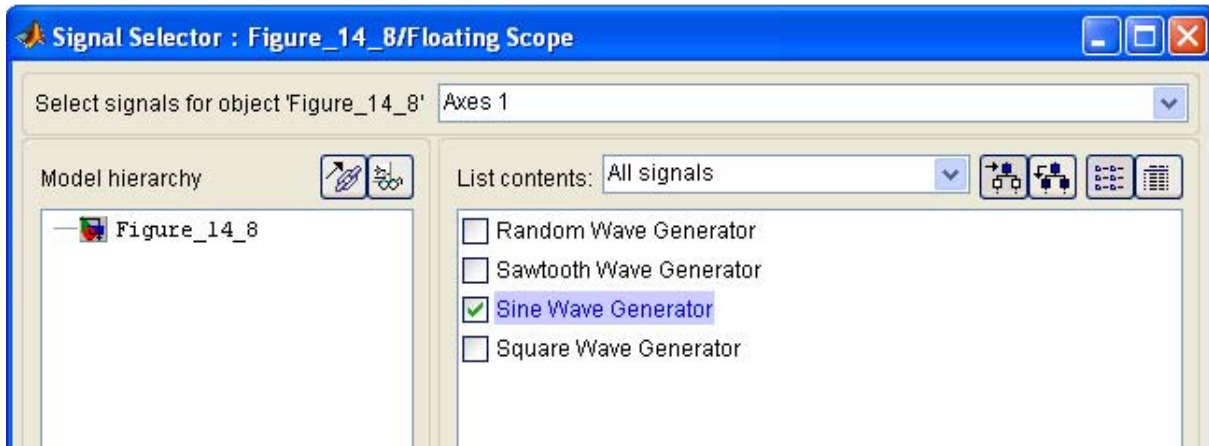 Signal Selector : Figure_14_8/Floating Scope
Select signals for object 'Figure_14_8' Axes 1
Model hierarchy
List contents: All signals
Figure_14_8
Random Wave Generator
Sawtooth Wave Generator
Sine Wave Generator
Square Wave Generator